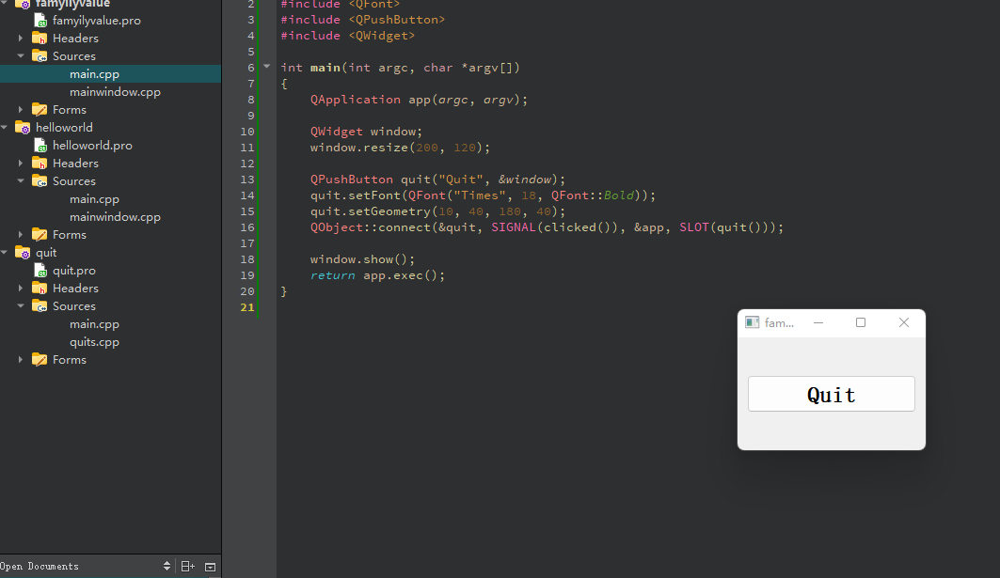 famyilyvalue
famyilyvalue.pro
Headers
Sources
main.cpp
mainwindow.cpp
Forms
helloworld
helloworld.pro
Headers
Sources
main.cpp
mainwindow.cpp
Forms
quit
quit.pro
Headers
Sources
main.cpp
quits.cpp
Forms
Open Documents
2 #include <QFont>
3 #include <QPushButton>
4 #include <QWidget>
5
6 int main(int argc, char *argv[])
7 {
8 QApplication app(argc, argv);
9
10 QWidget window;
11 window.resize(200, 120);
12
13 QPushButton quit("Quit", &window);
14 quit.setFont(QFont("Times", 18, QFont::Bold));
15 quit.setGeometry(10, 40, 180, 40);
16 QObject::connect(&quit, SIGNAL(clicked()), &app, SLOT(quit()));
17
18 window.show();
19 return app.exec();
20 }
21
fam...
Quit